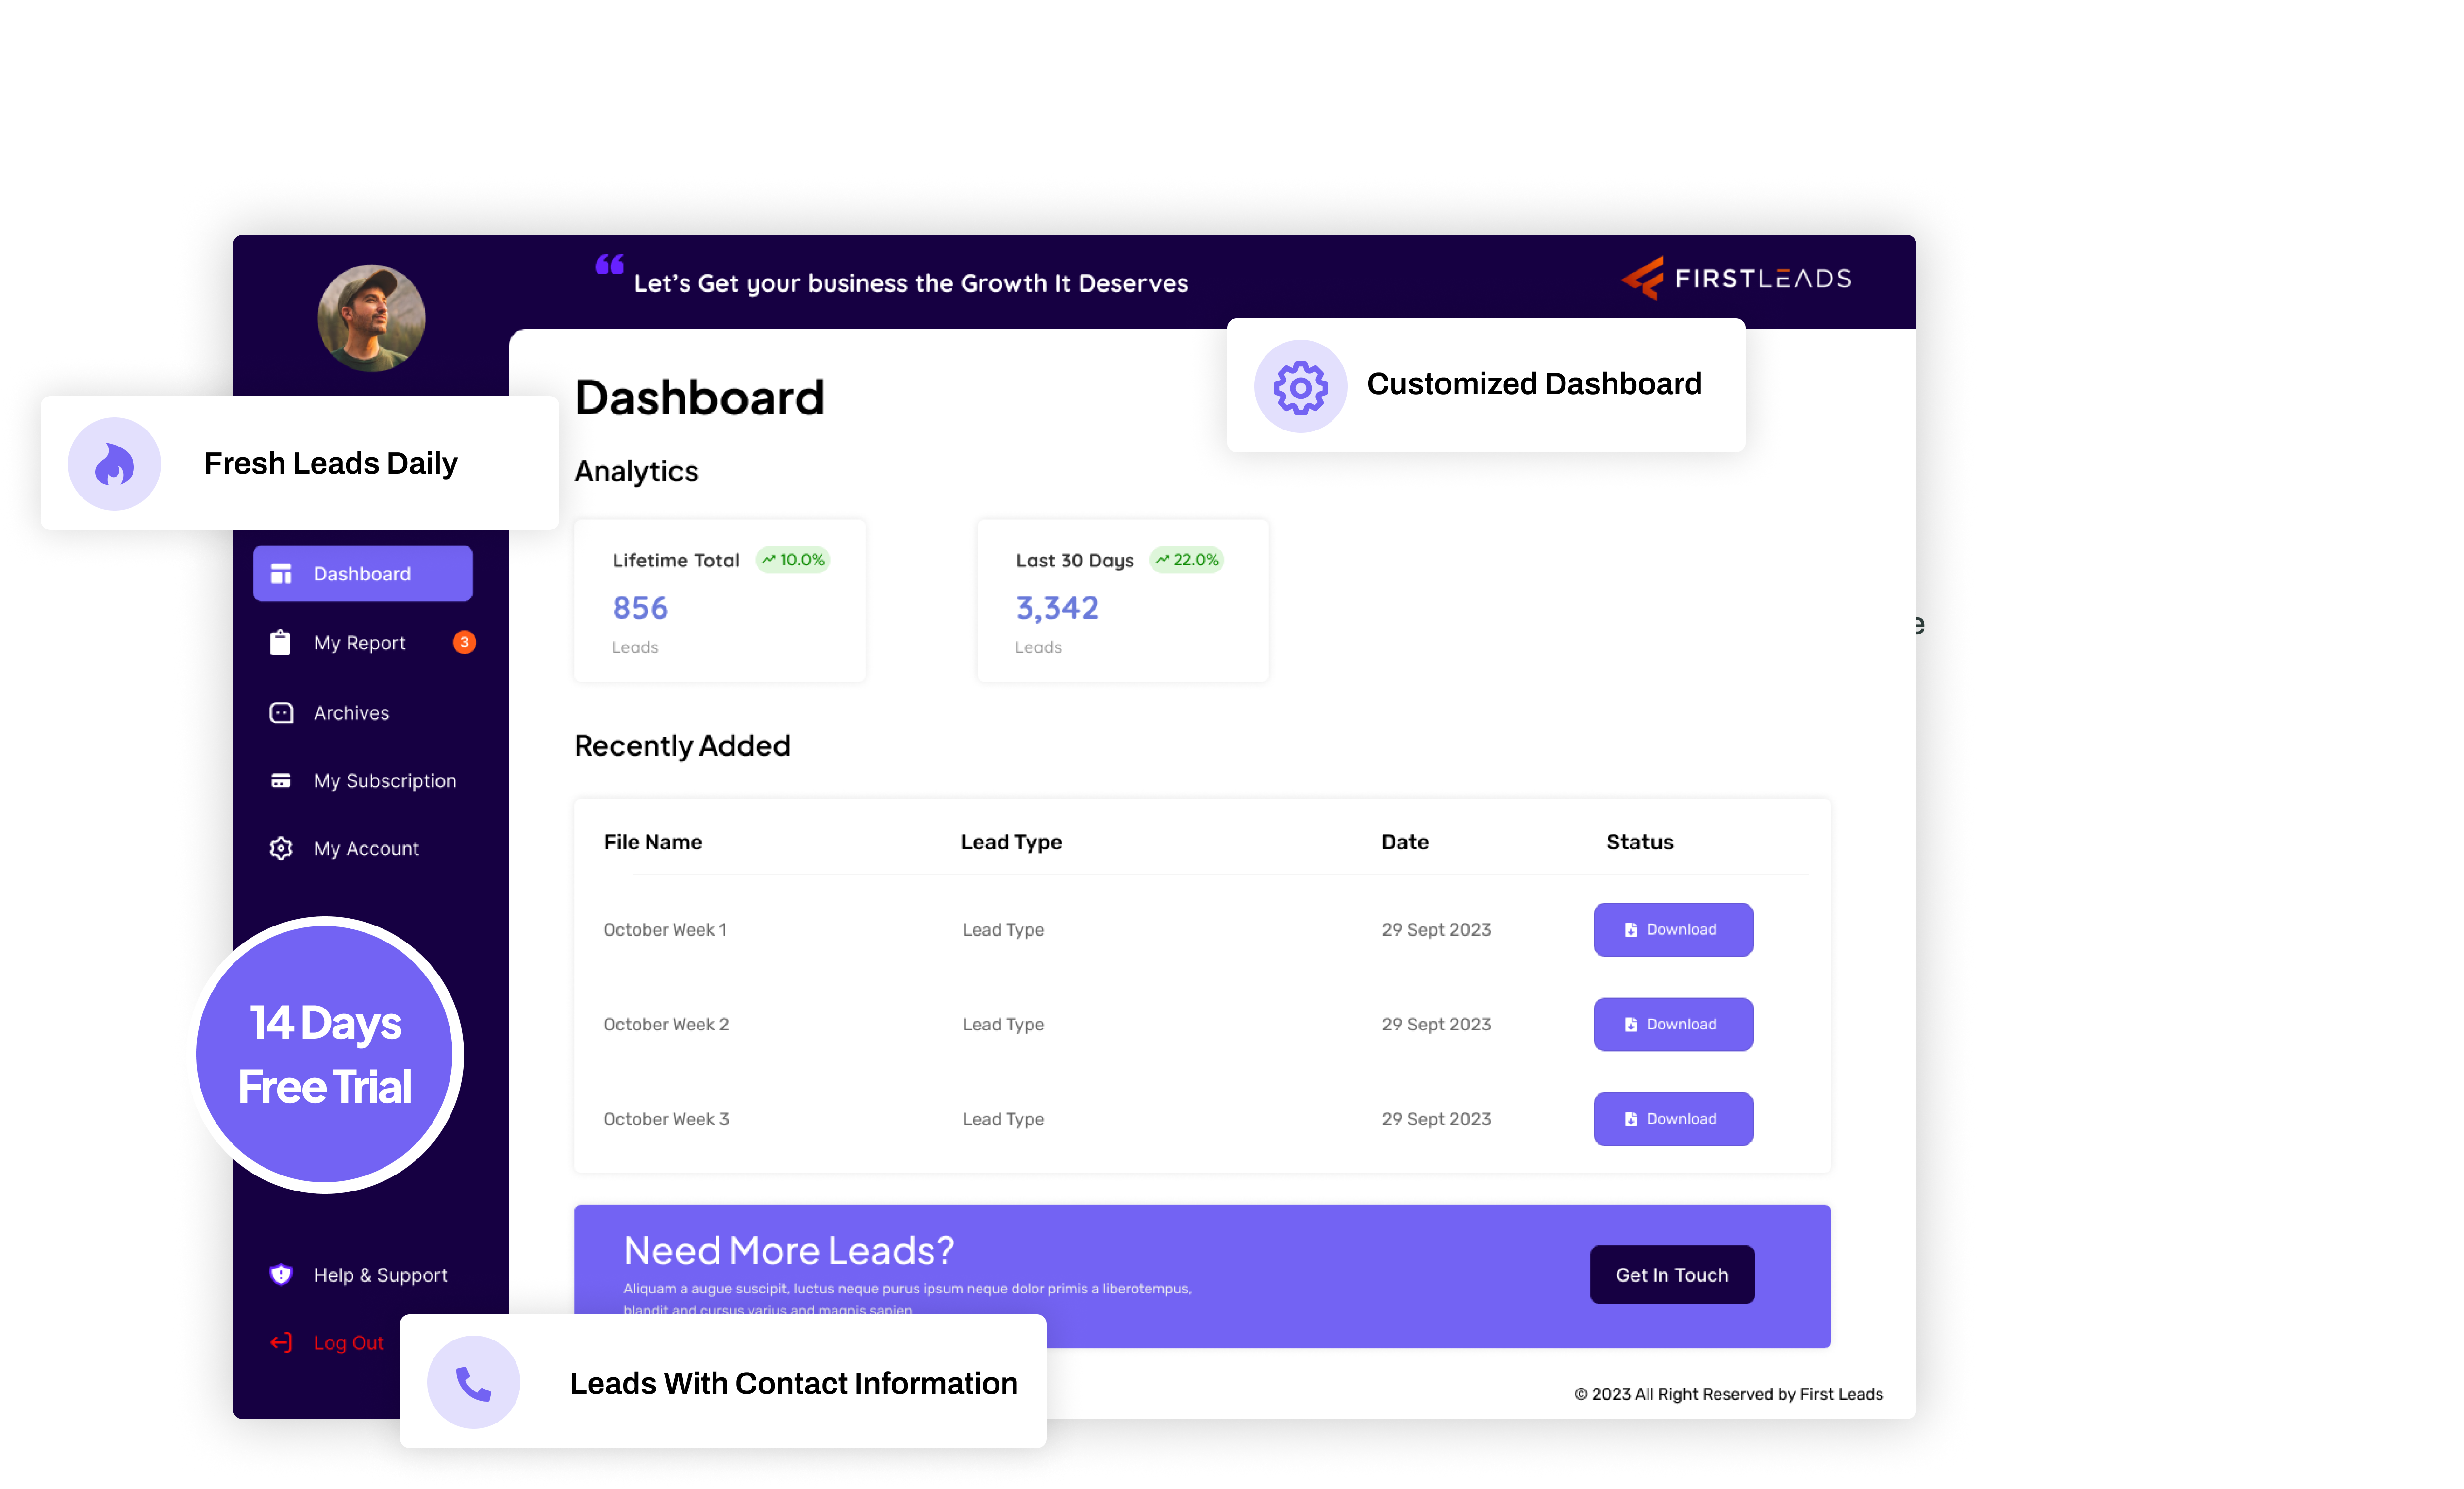 Let’s Get your business the Growth It Deserves
FIRSTLEADS
Customized Dashboard
Fresh Leads Daily
Dashboard
My Report 3
Archives
My Subscription
My Account
14 Days
Free Trial
Help & Support
Log Out
Dashboard
Analytics
Lifetime Total 10.0%
856
Leads
Last 30 Days 22.0%
3,342
Leads
e
Recently Added
File Name Lead Type Date Status
October Week 1 Lead Type 29 Sept 2023 Download
October Week 2 Lead Type 29 Sept 2023 Download
October Week 3 Lead Type 29 Sept 2023 Download
Need More Leads?
Aliquam a augue suscipit, luctus neque purus ipsum neque dolor primis a liberotempus,
blandit and cursus varius and magnis sapien
Get In Touch
Leads With Contact Information
© 2023 All Right Reserved by First Leads